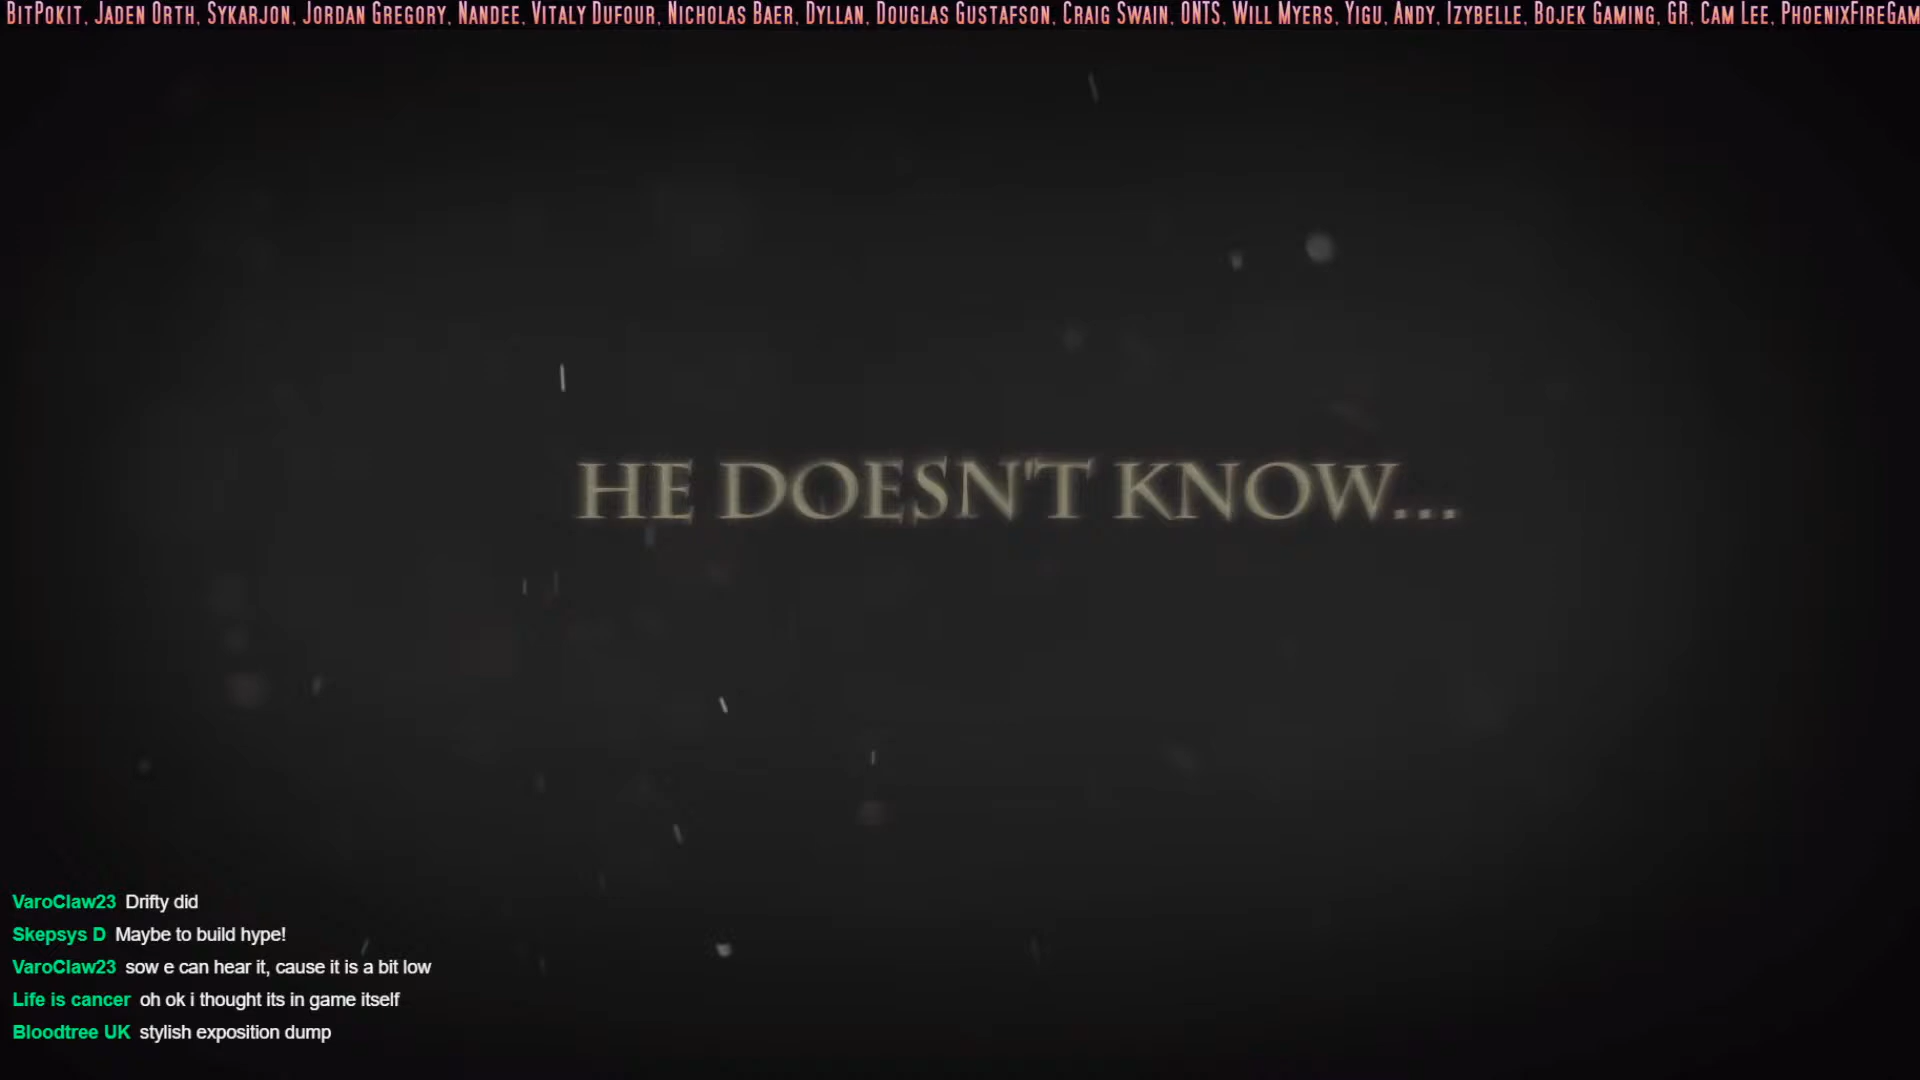 BitPokit, Jaden Orth, Sykarjon, Jordan Gregory, Nandee, Vitaly Dufour, Nicholas Baer, Dyllan, Douglas Gustafson, Craig Swain, ONTS, Will Myers, Yigu, Andy, Izybelle, Bojek Gaming, GR, Cam Lee, PhoenixFireGam
HE DOESN'T KNOW...
VaroClaw23 Drifty did
Skepsys D Maybe to build hype!
VaroClaw23 sow e can hear it, cause it is a bit low
Life is cancer oh ok i thought its in game itself
Bloodtree UK stylish exposition dump